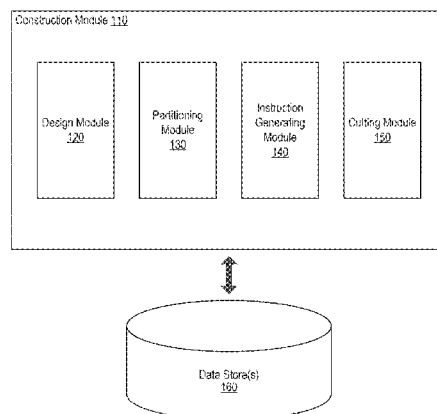 Construction Module 110
Design Module
120
Partitioning
Module
130
Instruction
Generating
Module
140
Cutting Module
150
Data Store(s)
160